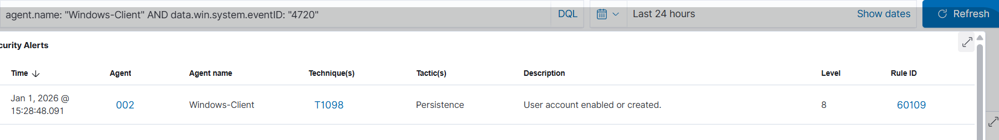 agent.name: "Windows-Client" AND data.win.system.eventID: "4720" DQL Last 24 hours Show dates Refresh
curity Alerts
Time Agent Agent name Technique(s) Tactic(s) Description Level Rule ID
Jan 1, 2026 @
15:28:48.091 002 Windows-Client T1098 Persistence User account enabled or created. 8 60109